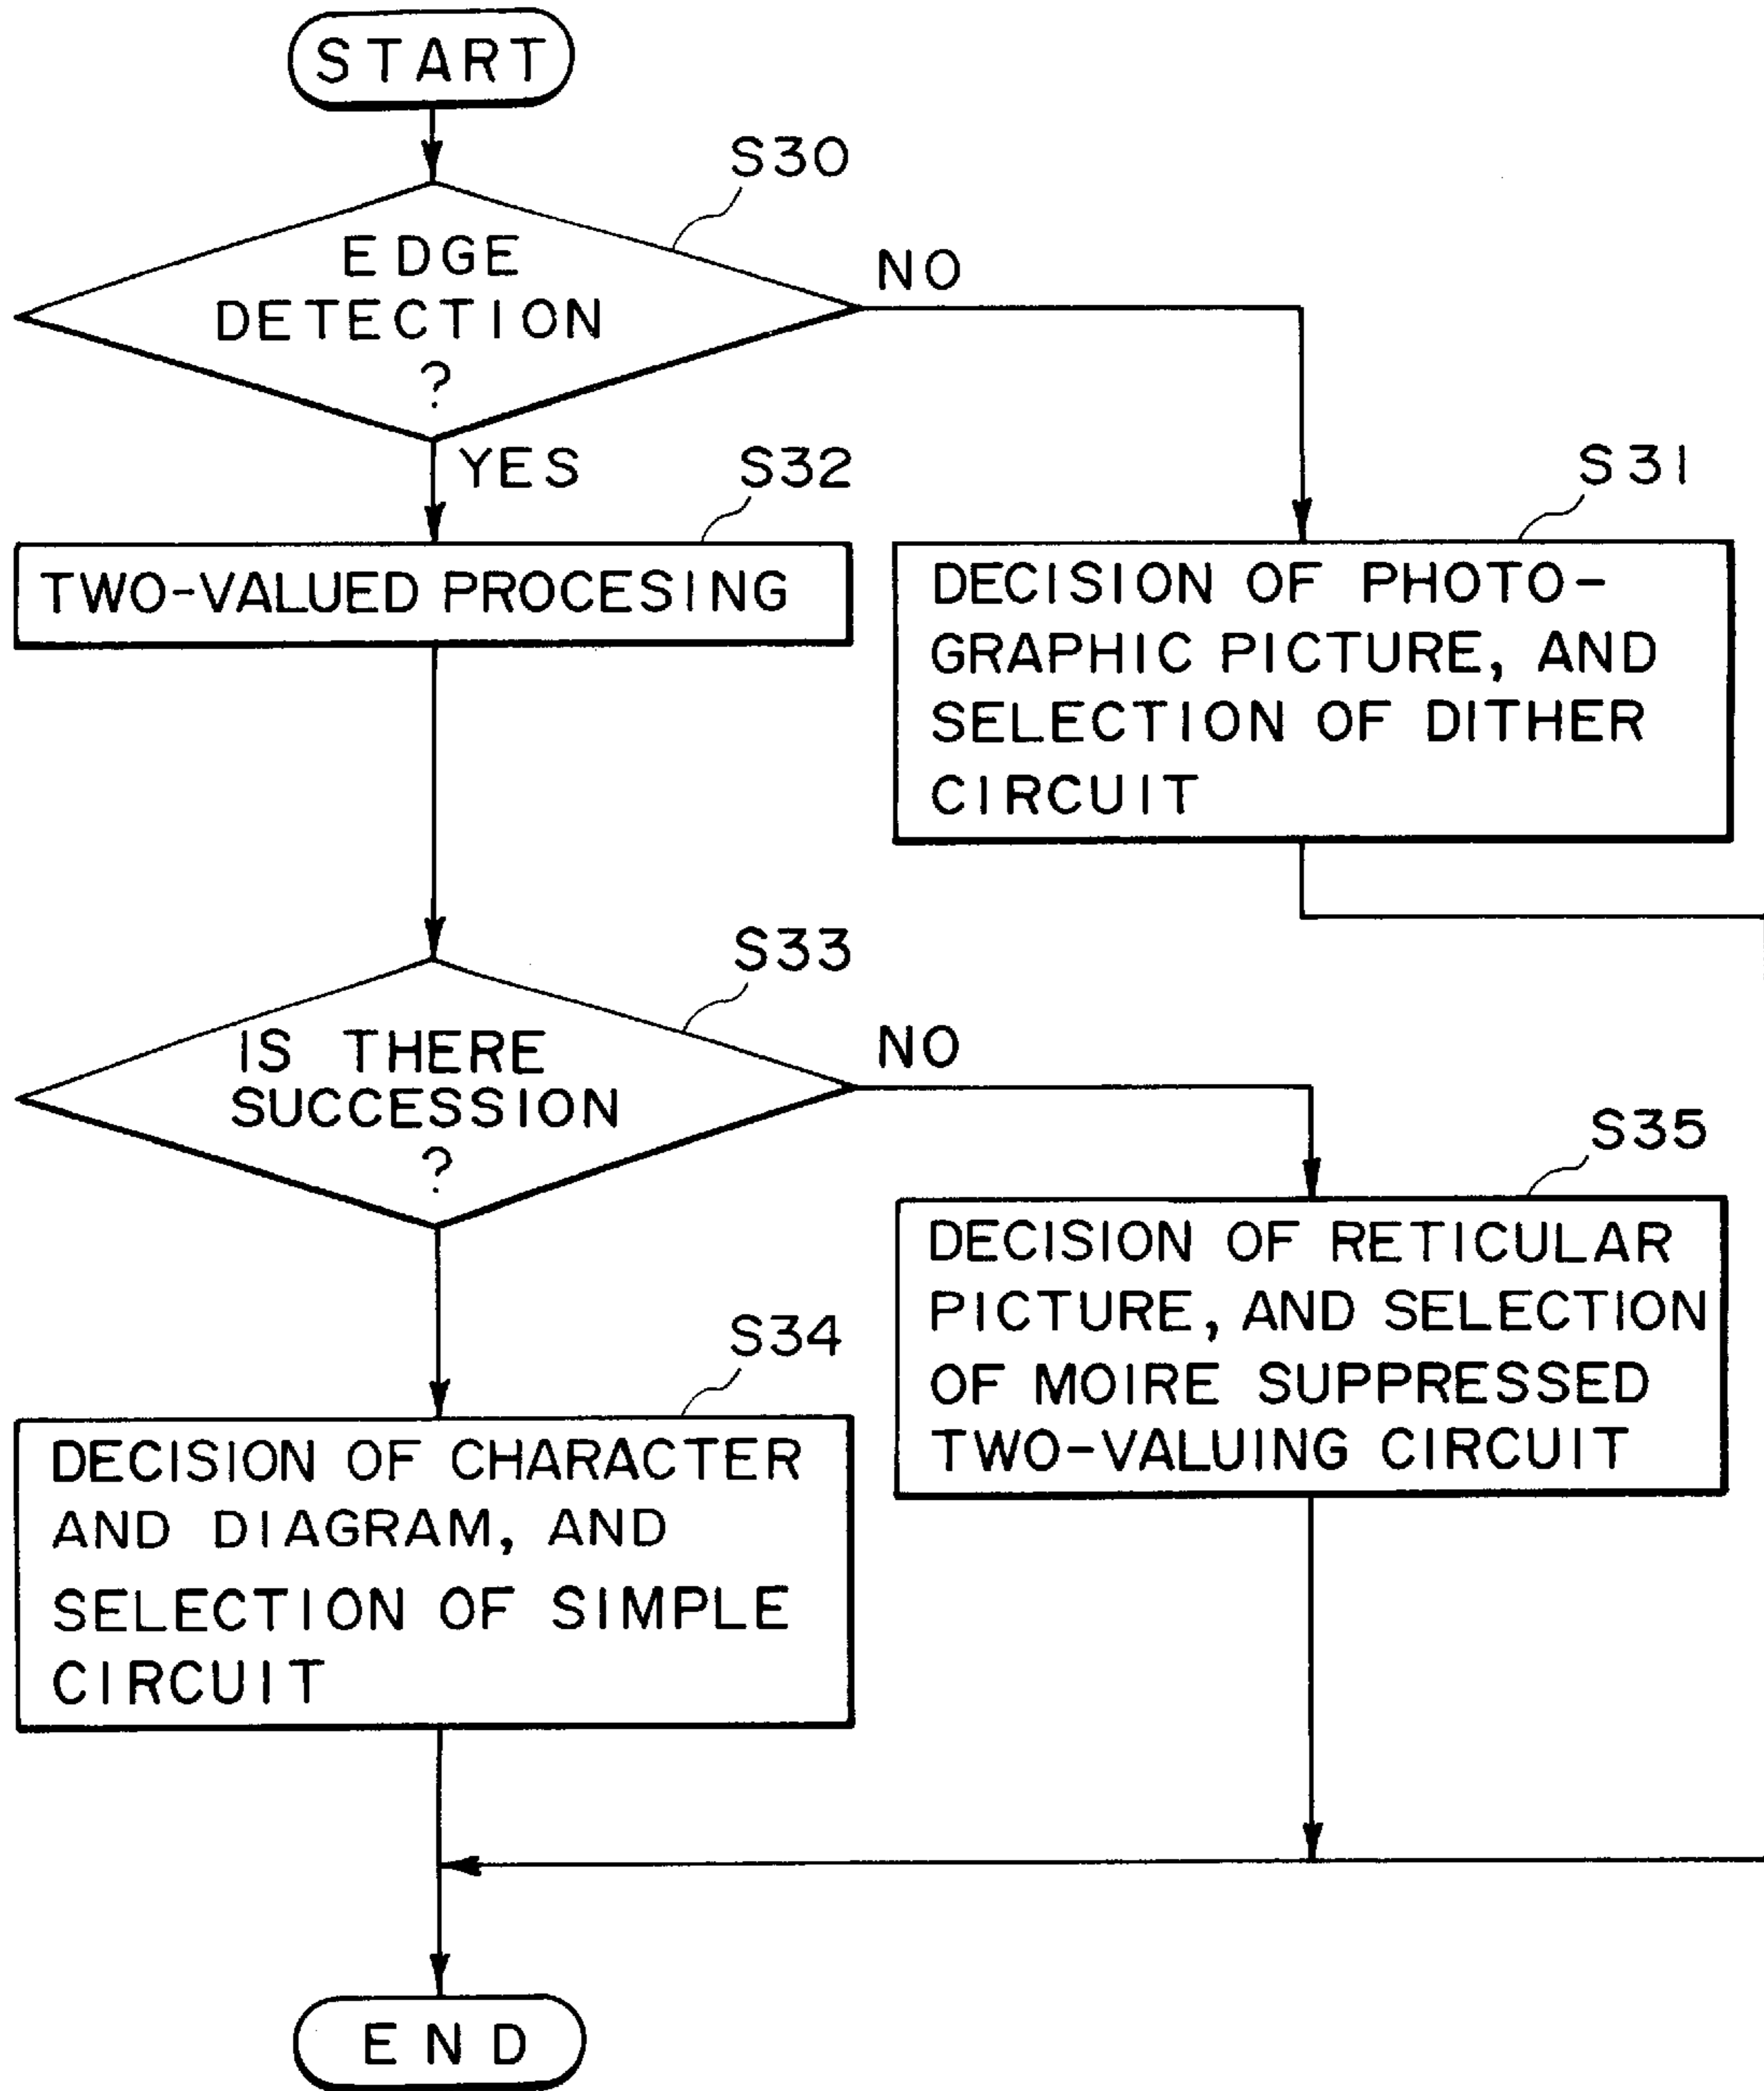 START
S30
EDGE
DETECTION
?
NO
YES
S32
TWO-VALUED PROCESING
S31
DECISION OF PHOTO-
GRAPHIC PICTURE, AND
SELECTION OF DITHER
CIRCUIT
S33
IS THERE
SUCCESSION
?
NO
S35
DECISION OF RETICULAR
PICTURE, AND SELECTION
OF MOIRE SUPPRESSED
TWO-VALUING CIRCUIT
S34
DECISION OF CHARACTER
AND DIAGRAM, AND
SELECTION OF SIMPLE
CIRCUIT
END